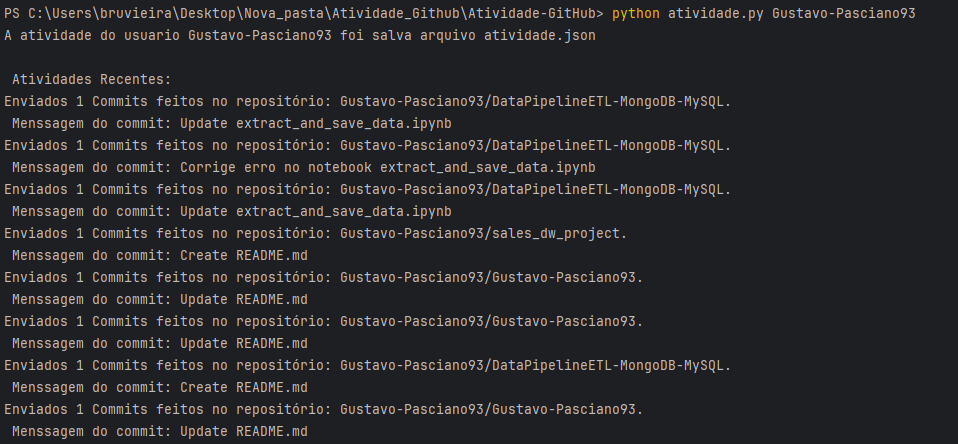 PS C:\Users\bruvieira\Desktop\Nova_pasta\Atividade_Github\Atividade-GitHub> python atividade.py Gustavo-Pasciano93
A atividade do usuario Gustavo-Pasciano93 foi salva arquivo atividade.json
Atividades Recentes:
Enviados 1 Commits feitos no repositório: Gustavo-Pasciano93/DataPipelineETL-MongoDB-MySQL.
Menssagem do commit: Update extract_and_save_data.ipynb
Enviados 1 Commits feitos no repositório: Gustavo-Pasciano93/DataPipelineETL-MongoDB-MySQL.
Menssagem do commit: Corrige erro no notebook extract_and_save_data.ipynb
Enviados 1 Commits feitos no repositório: Gustavo-Pasciano93/DataPipelineETL-MongoDB-MySQL.
Menssagem do commit: Update extract_and_save_data.ipynb
Enviados 1 Commits feitos no repositório: Gustavo-Pasciano93/sales_dw_project.
Menssagem do commit: Create README.md
Enviados 1 Commits feitos no repositório: Gustavo-Pasciano93/Gustavo-Pasciano93.
Menssagem do commit: Update README.md
Enviados 1 Commits feitos no repositório: Gustavo-Pasciano93/Gustavo-Pasciano93.
Menssagem do commit: Update README.md
Enviados 1 Commits feitos no repositório: Gustavo-Pasciano93/DataPipelineETL-MongoDB-MySQL.
Menssagem do commit: Create README.md
Enviados 1 Commits feitos no repositório: Gustavo-Pasciano93/Gustavo-Pasciano93.
Menssagem do commit: Update README.md